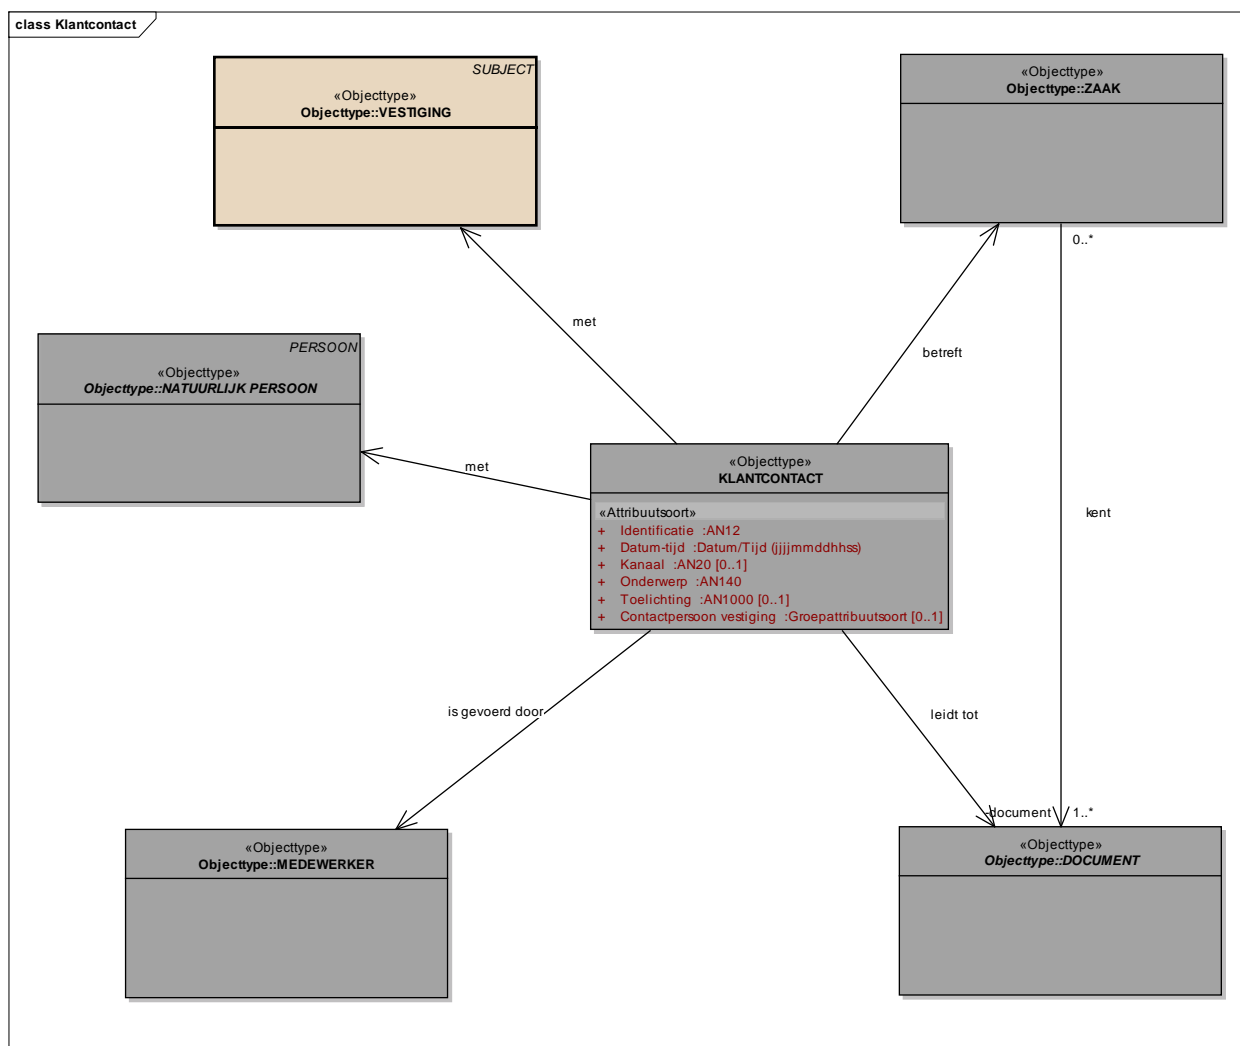 class Klantcontact
SUBJECT
«Objecttype»
Objecttype::VESTIGING
«Objecttype»
Objecttype::ZAAK
0..*
met
betreft
PERSOON
«Objecttype»
Objecttype::NATUURLIJK PERSOON
met
«Objecttype»
KLANTCONTACT
«Attribuutsoort»
+ Identificatie :AN12
+ Datum-tijd :Datum/Tijd (jjjjmmddhhss)
+ Kanaal :AN20 [0..1]
+ Onderwerp :AN140
+ Toelichting :AN1000 [0..1]
+ Contactpersoon vestiging :Groepattribuutsoort [0..1]
kent
is gevoerd door
leidt tot
-document
1..*
«Objecttype»
Objecttype::MEDEWERKER
«Objecttype»
Objecttype::DOCUMENT